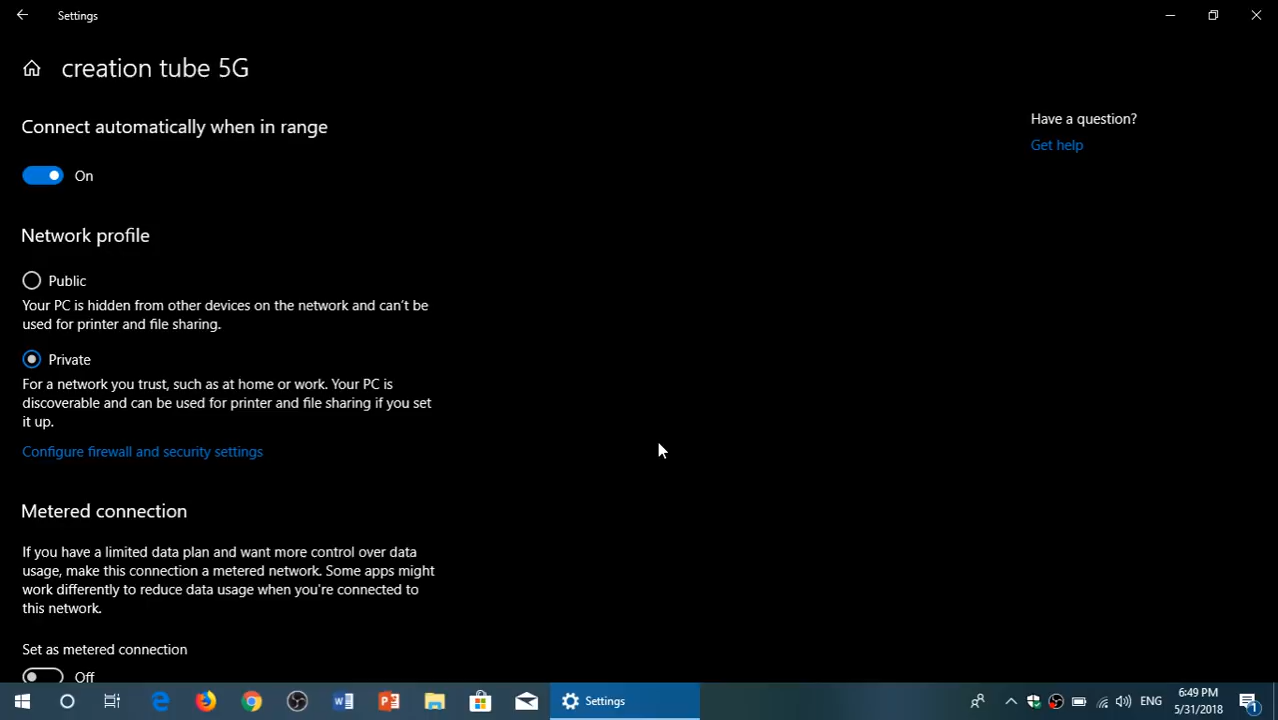 Settings
creation tube 5G
Connect automatically when in range
On
Network profile
Public
Your PC is hidden from other devices on the network and can't be
used for printer and file sharing.
Private
For a network you trust, such as at home or work. Your PC is
discoverable and can be used for printer and file sharing if you set
it up.
Configure firewall and security settings
Metered connection
If you have a limited data plan and want more control over data
usage, make this connection a metered network. Some apps might
work differently to reduce data usage when you're connected to
this network.
Set as metered connection
Off
Have a question?
Get help
Settings
ENG
6:49 PM
5/31/2018
1